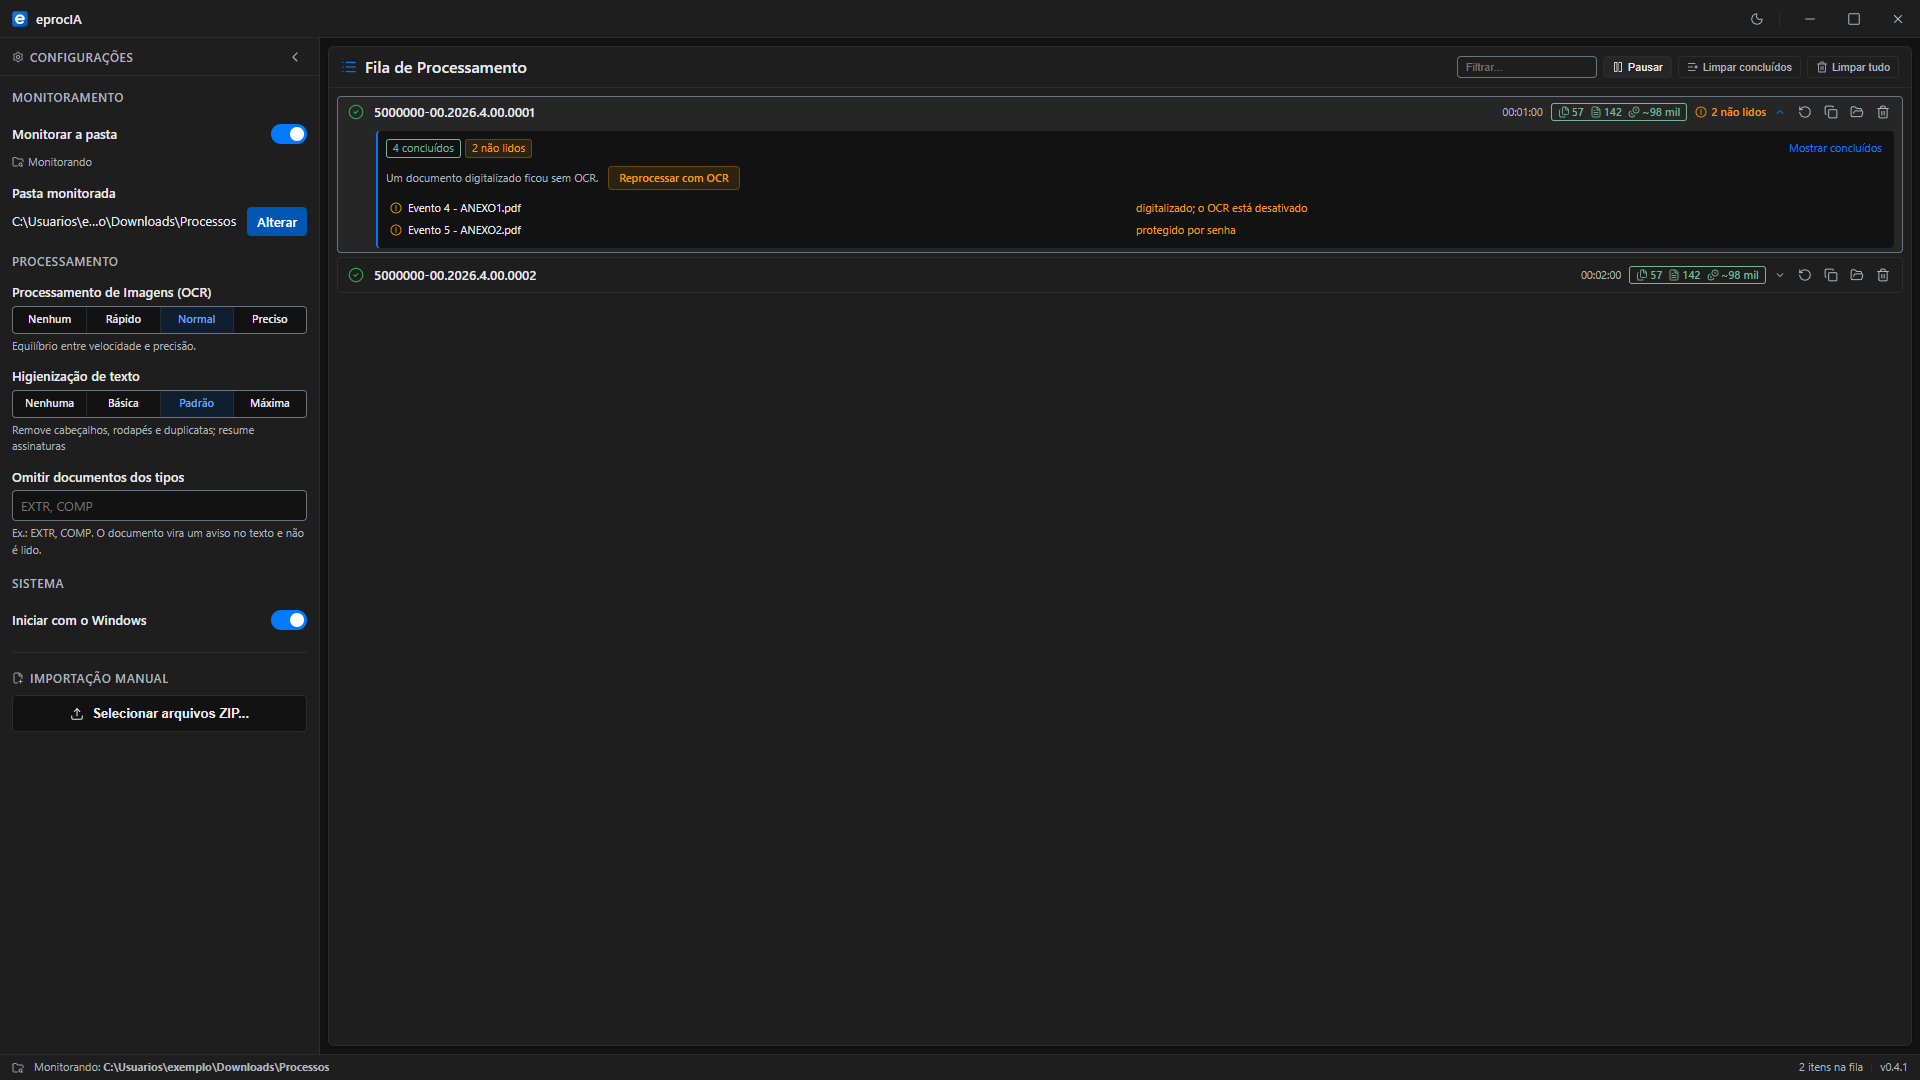 eprocIA
CONFIGURAÇÕES
MONITORAMENTO
Monitorar a pasta
Monitorando
Pasta monitorada
C:\Usuarios\e...o\Downloads\Processos
Alterar
PROCESSAMENTO
Processamento de Imagens (OCR)
Nenhum Rápido Normal Preciso
Equilíbrio entre velocidade e precisão.
Higienização de texto
Nenhuma Básica Padrão Máxima
Remove cabeçalhos, rodapés e duplicatas; resume
assinaturas
Omitir documentos dos tipos
EXTR, COMP
Ex.: EXTR, COMP. O documento vira um aviso no texto e não
é lido.
SISTEMA
Iniciar com o Windows
IMPORTAÇÃO MANUAL
Selecionar arquivos ZIP...
Fila de Processamento
Filtrar...
Pausar
Limpar concluídos
Limpar tudo
5000000-00.2026.4.00.0001
00:01:00 57 142 ~98 mil 2 não lidos
4 concluídos 2 não lidos
Mostrar concluídos
Um documento digitalizado ficou sem OCR. Reprocessar com OCR
Evento 4 - ANEXO1.pdf digitalizado; o OCR está desativado
Evento 5 - ANEXO2.pdf protegido por senha
5000000-00.2026.4.00.0002
00:02:00 57 142 ~98 mil
Monitorando: C:\Usuarios\exemplo\Downloads\Processos
2 itens na fila v0.4.1